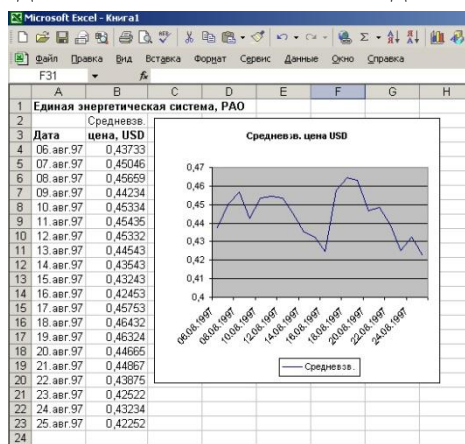 Microsoft Excel - Книга1
Файл Правка Вид Вставка Формат Сервис Данные Окно Справка
F31 fx
A B C D E F G H
1 Единая энергетическая система, РАО
2 Средневзв.
3 Дата цена, USD
4 06.авг.97 0,43733
5 07.авг.97 0,45046
6 08.авг.97 0,45659
7 09.авг.97 0,44234
8 10.авг.97 0,45334
9 11.авг.97 0,45435
10 12.авг.97 0,45332
11 13.авг.97 0,44543
12 14.авг.97 0,43543
13 15.авг.97 0,43243
14 16.авг.97 0,42453
15 17.авг.97 0,45753
16 18.авг.97 0,46432
17 19.авг.97 0,46324
18 20.авг.97 0,44665
19 21.авг.97 0,44867
20 22.авг.97 0,43875
21 23.авг.97 0,42522
22 24.авг.97 0,43234
23 25.авг.97 0,42252
24
Средневзв. цена USD
0,47
0,46
0,45
0,44
0,43
0,42
0,41
0,4
06.08.1997 08.08.1997 10.08.1997 12.08.1997 14.08.1997 16.08.1997 18.08.1997 20.08.1997 22.08.1997 24.08.1997
Средневзв.